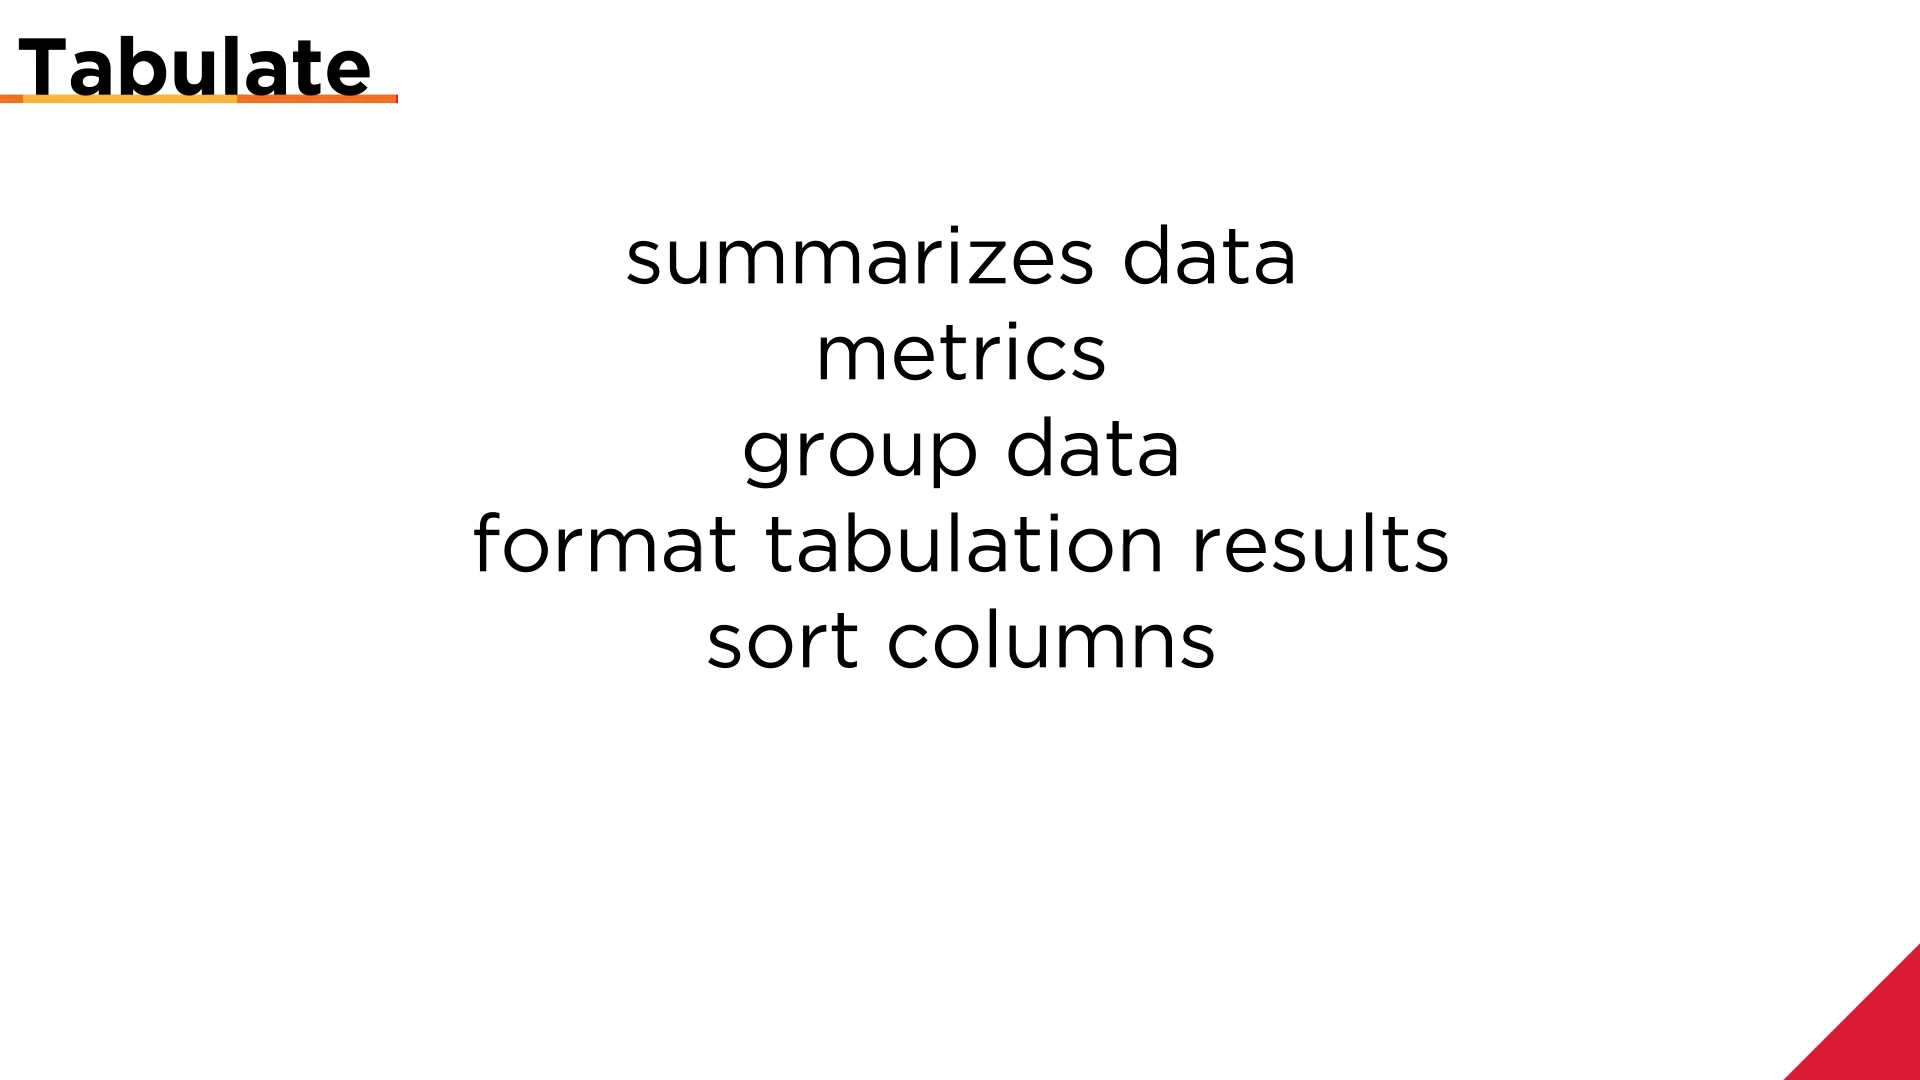 Tabulate
summarizes data
metrics
group data
format tabulation results
sort columns